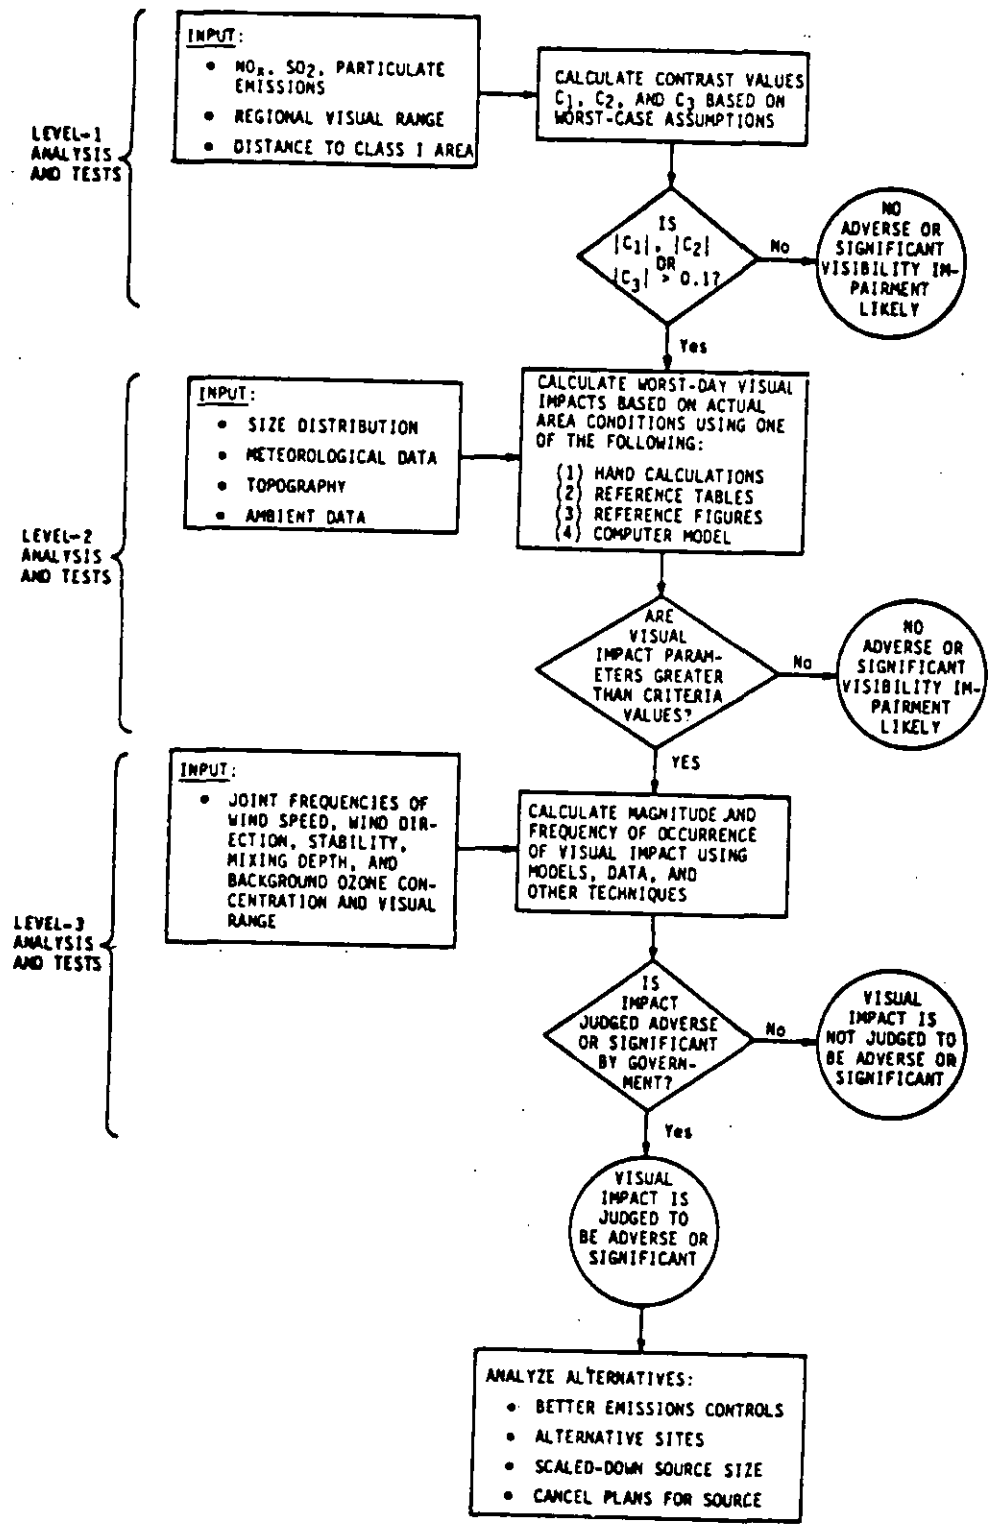 LEVEL-1
ANALYSIS
AND TESTS
INPUT:
• NOx, SO2, PARTICULATE
EMISSIONS
• REGIONAL VISUAL RANGE
• DISTANCE TO CLASS I AREA
CALCULATE CONTRAST VALUES
C1, C2, AND C3 BASED ON
WORST-CASE ASSUMPTIONS
IS
|C1|, |C2|
OR
|C3| > 0.1?
No
NO
ADVERSE OR
SIGNIFICANT
VISIBILITY IM-
PAIRMENT
LIKELY
Yes
LEVEL-2
ANALYSIS
AND TESTS
INPUT:
• SIZE DISTRIBUTION
• METEOROLOGICAL DATA
• TOPOGRAPHY
• AMBIENT DATA
CALCULATE WORST-DAY VISUAL
IMPACTS BASED ON ACTUAL
AREA CONDITIONS USING ONE
OF THE FOLLOWING:
(1) HAND CALCULATIONS
(2) REFERENCE TABLES
(3) REFERENCE FIGURES
(4) COMPUTER MODEL
ARE
VISUAL
IMPACT PARAM-
ETERS GREATER
THAN CRITERIA
VALUES?
No
NO
ADVERSE OR
SIGNIFICANT
VISIBILITY IM-
PAIRMENT
LIKELY
YES
LEVEL-3
ANALYSIS
AND TESTS
INPUT:
• JOINT FREQUENCIES OF
WIND SPEED, WIND DIR-
ECTION, STABILITY,
MIXING DEPTH, AND
BACKGROUND OZONE CON-
CENTRATION AND VISUAL
RANGE
CALCULATE MAGNITUDE AND
FREQUENCY OF OCCURRENCE
OF VISUAL IMPACT USING
MODELS, DATA, AND
OTHER TECHNIQUES
IS
IMPACT
JUDGED ADVERSE
OR SIGNIFICANT
BY GOVERN-
MENT?
No
VISUAL
IMPACT IS
NOT JUDGED TO
BE ADVERSE OR
SIGNIFICANT
Yes
VISUAL
IMPACT IS
JUDGED TO
BE ADVERSE OR
SIGNIFICANT
ANALYZE ALTERNATIVES:
• BETTER EMISSIONS CONTROLS
• ALTERNATIVE SITES
• SCALED-DOWN SOURCE SIZE
• CANCEL PLANS FOR SOURCE